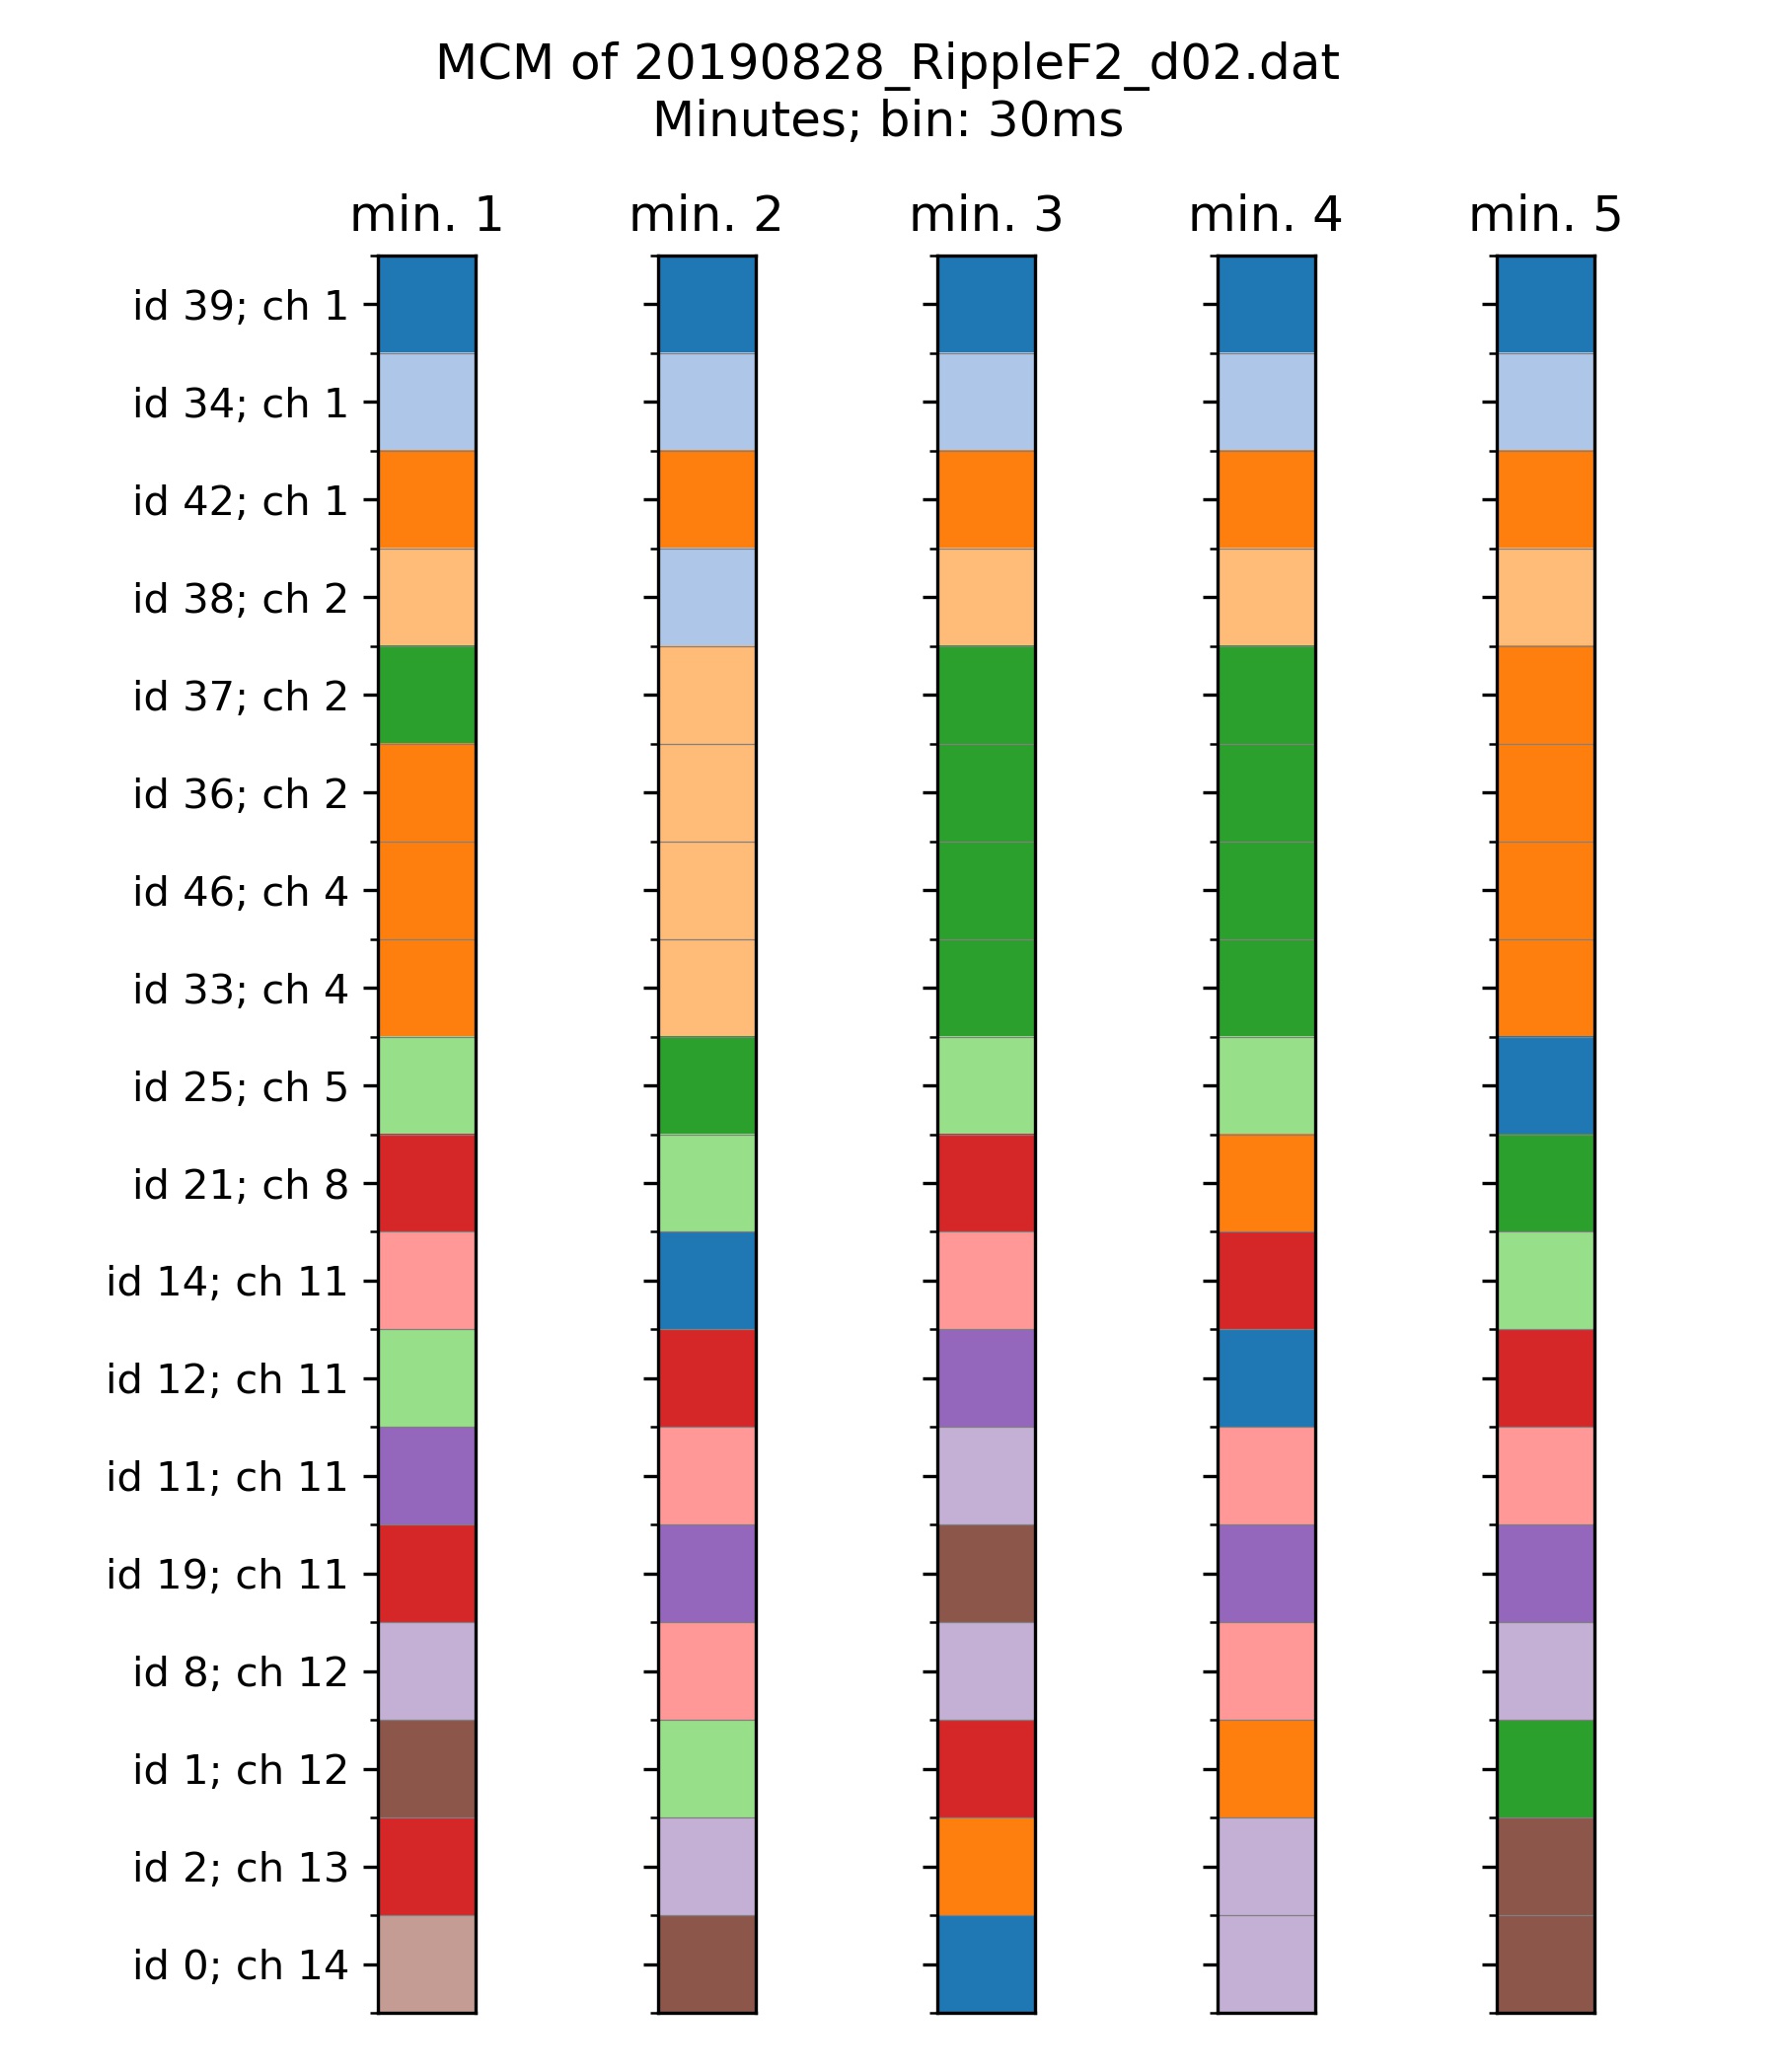 MCM of 20190828_RippleF2_d02.dat
Minutes; bin: 30ms
min. 1 min. 2 min. 3 min. 4 min. 5
id 39; ch 1
id 34; ch 1
id 42; ch 1
id 38; ch 2
id 37; ch 2
id 36; ch 2
id 46; ch 4
id 33; ch 4
id 25; ch 5
id 21; ch 8
id 14; ch 11
id 12; ch 11
id 11; ch 11
id 19; ch 11
id 8; ch 12
id 1; ch 12
id 2; ch 13
id 0; ch 14